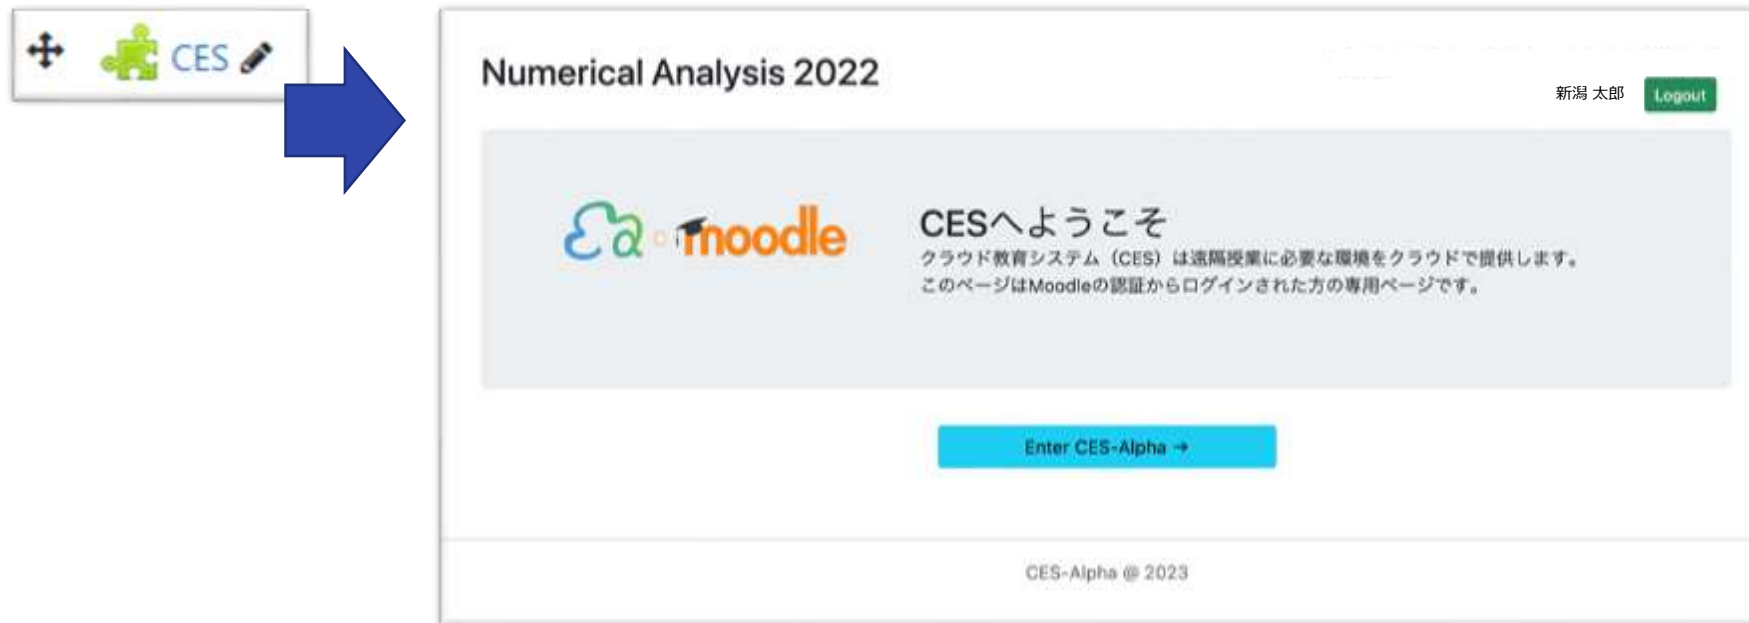 CES
Numerical Analysis 2022
新潟 太郎
Logout
moodle
CESへようこそ
クラウド教育システム（CES）は遠隔授業に必要な環境をクラウドで提供します。
このページはMoodleの認証からログインされた方の専用ページです。
Enter CES-Alpha →
CES-Alpha @ 2023